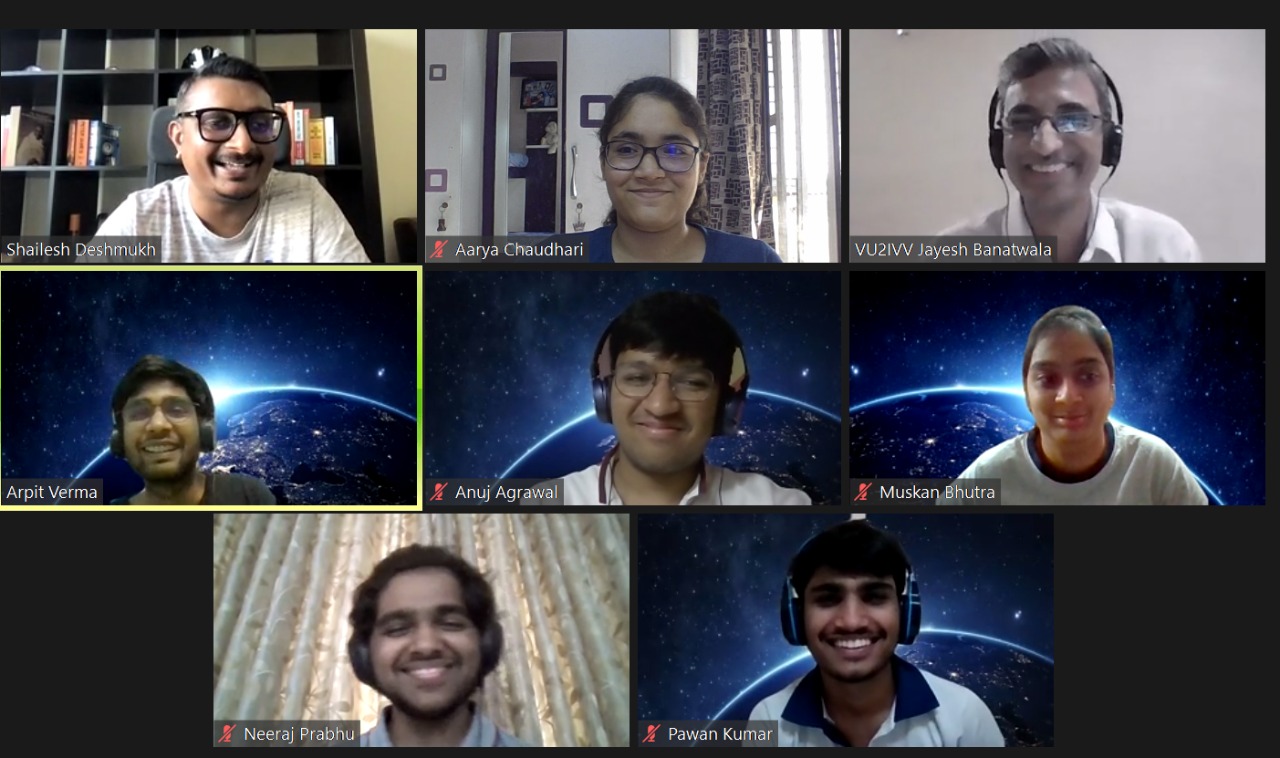 Shailesh Deshmukh
Aarya Chaudhari
VU2IVV Jayesh Banatwala
Arpit Verma
Anuj Agrawal
Muskan Bhutra
Neeraj Prabhu
Pawan Kumar